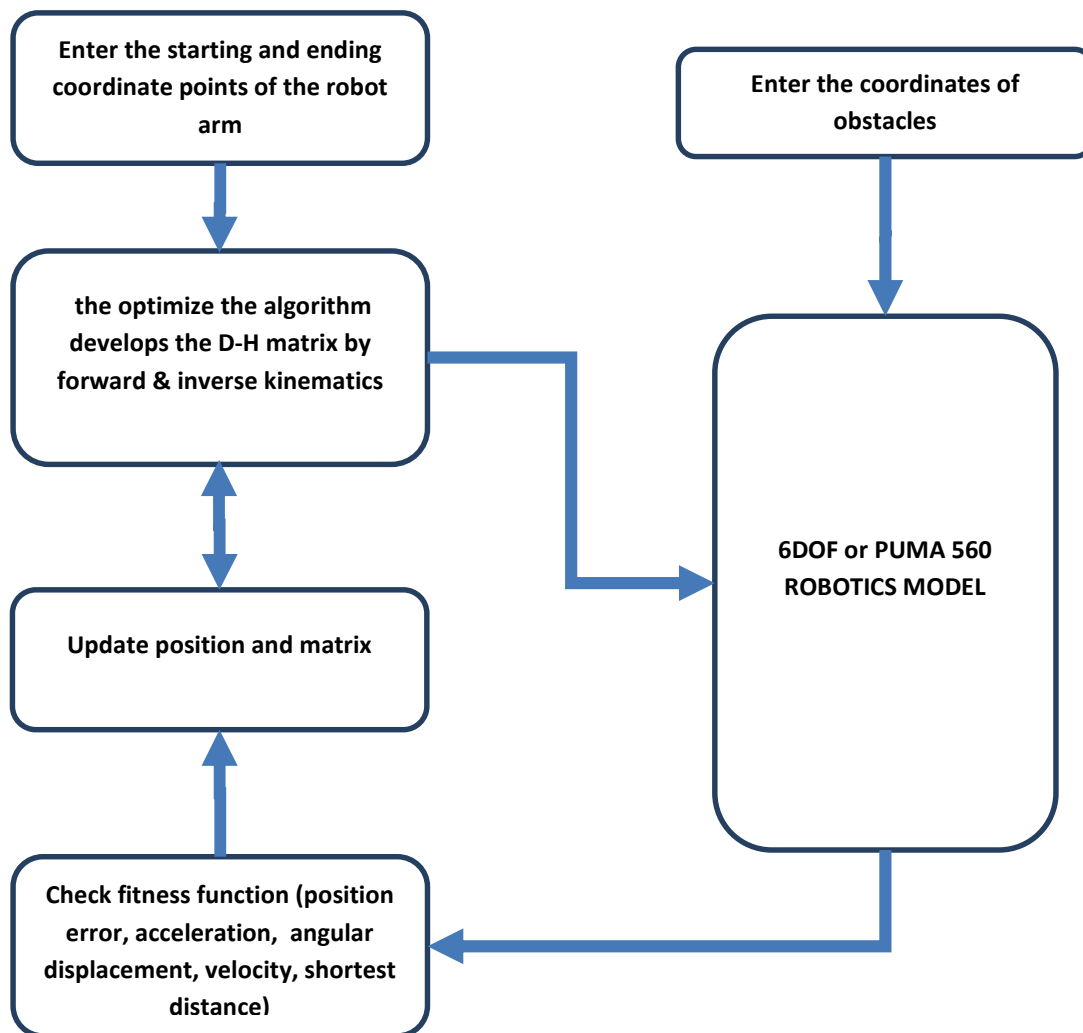 Enter the starting and ending
coordinate points of the robot
arm
Enter the coordinates of
obstacles
the optimize the algorithm
develops the D-H matrix by
forward & inverse kinematics
6DOF or PUMA 560
ROBOTICS MODEL
Update position and matrix
Check fitness function (position
error, acceleration, angular
displacement, velocity, shortest
distance)